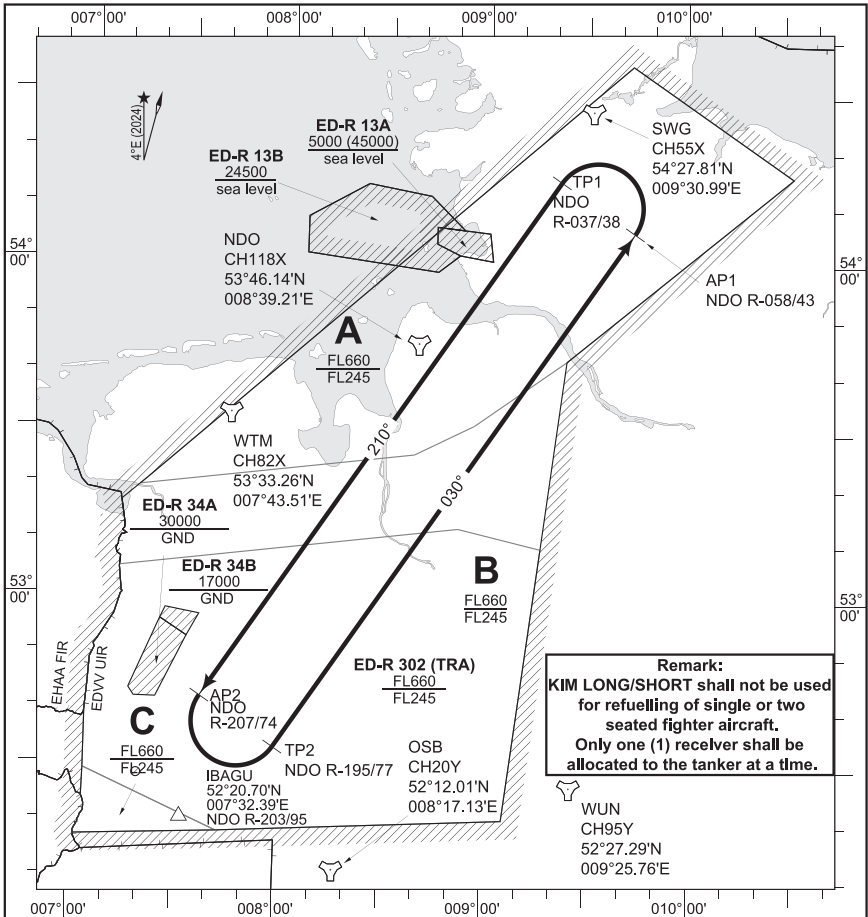 007°00'
008°00'
009°00'
010°00'
4°E (2024)
ED-R 13A
5000 (45000)
sea level
ED-R 13B
24500
sea level
SWG
CH55X
54°27.81'N
009°30.99'E
TP1
NDO
R-037/38
NDO
CH118X
53°46.14'N
008°39.21'E
54°
00'
54°
00'
AP1
NDO R-058/43
A
FL660
FL245
WTM
CH82X
53°33.26'N
007°43.51'E
210°
030°
ED-R 34A
30000
GND
ED-R 34B
17000
GND
53°
00'
53°
00'
B
FL660
FL245
EHAA FIR
EDVV UIR
ED-R 302 (TRA)
FL660
FL245
Remark:
KIM LONG/SHORT shall not be used
for refuelling of single or two
seated fighter aircraft.
Only one (1) receiver shall be
allocated to the tanker at a tIme.
AP2
NDO
R-207/74
C
FL660
FL245
TP2
NDO R-195/77
IBAGU
52°20.70'N
007°32.39'E
NDO R-203/95
OSB
CH20Y
52°12.01'N
008°17.13'E
WUN
CH95Y
52°27.29'N
009°25.76'E
007°00'
008°00'
009°00'
010°00'